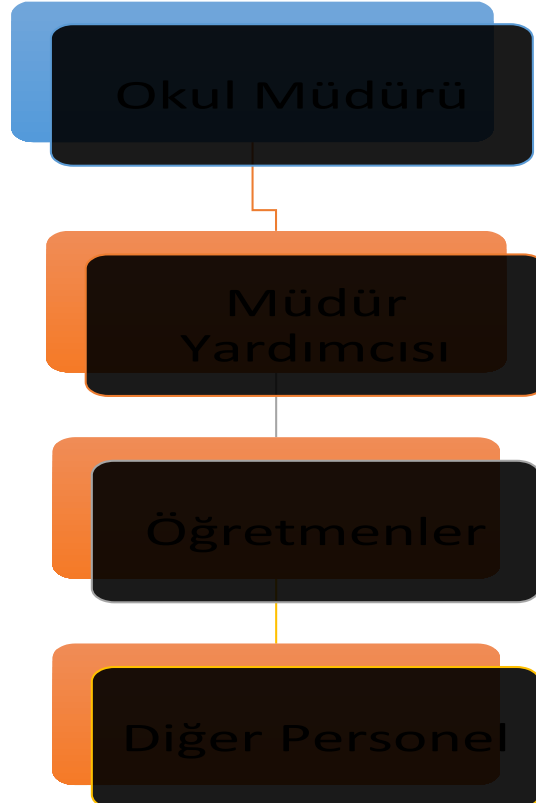 Okul Müdürü
Müdür
Yardımcısı
Öğretmenler
Diğer Personel